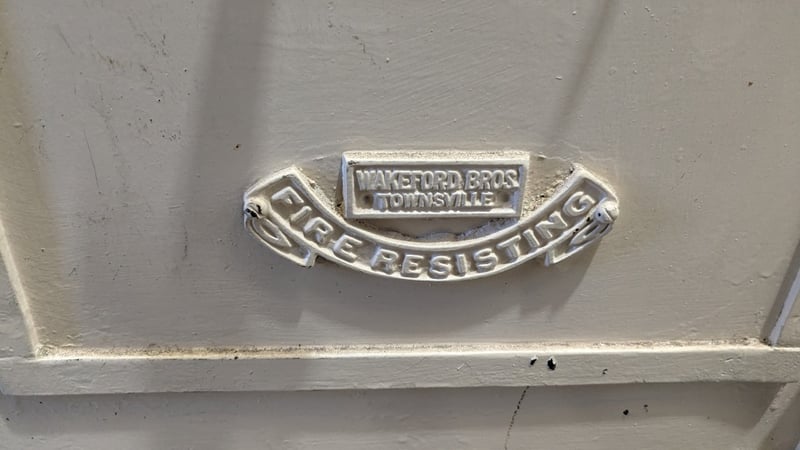 WAKEFORD BROS.
TOWNSVILLE
FIRE RESISTING